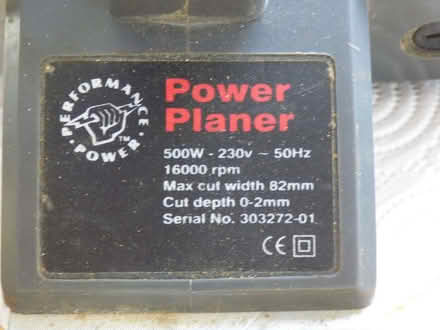 PERFORMANCE
POWER
TM
Power
Planer
500W - 230v ~ 50Hz
16000 rpm
Max cut width 82mm
Cut depth 0-2mm
Serial No. 303272-01
CE